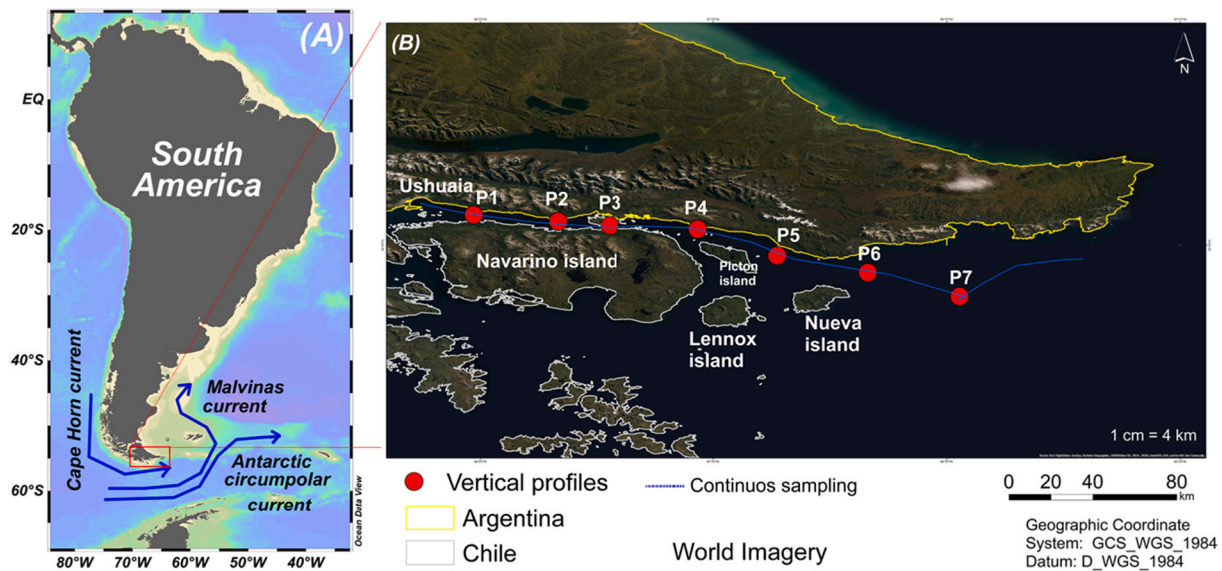 (A)
EQ
20°S
40°S
60°S
80°W
70°W
60°W
50°W
40°W
South
America
Cape Horn current
Malvinas
current
Antarctic
circumpolar
current
Ocean Data View
(B)
N
Ushuaia
P1
P2
P3
P4
P5
P6
P7
Navarino island
Picton
island
Lennox
island
Nueva
island
1 cm = 4 km
Vertical profiles
Continuos sampling
Argentina
Chile
World Imagery
0 20 40 60 80
km
Geographic Coordinate
System: GCS_WGS_1984
Datum: D_WGS_1984